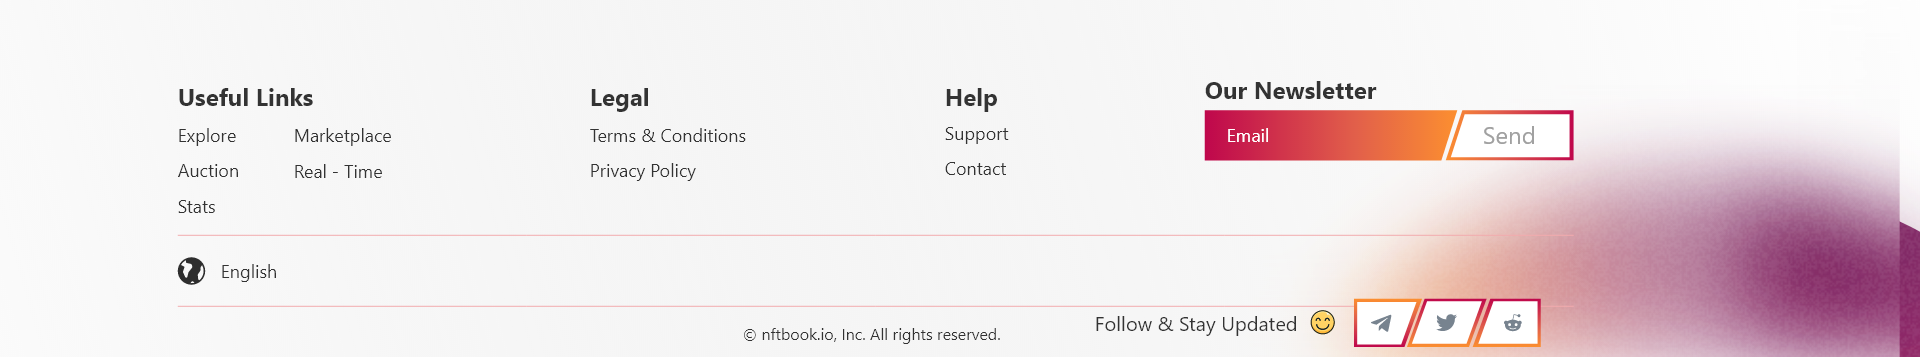 Useful Links
Explore
Marketplace
Auction
Real - Time
Stats
Legal
Terms & Conditions
Privacy Policy
Help
Support
Contact
Our Newsletter
Email
Send
English
Follow & Stay Updated
© nftbook.io, Inc. All rights reserved.